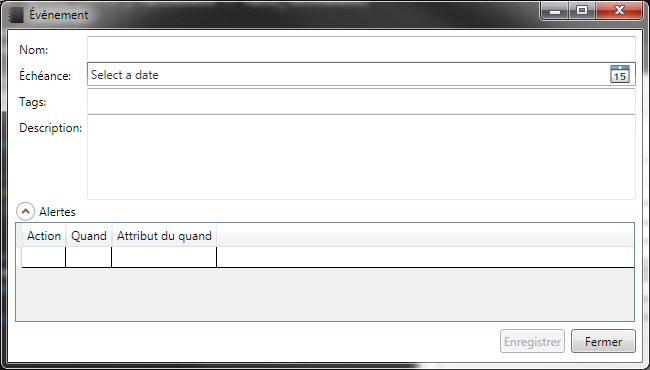 Événement
Nom:
Échéance: Select a date 15
Tags:
Description:
Alertes
Action Quand Attribut du quand
Enregistrer Fermer